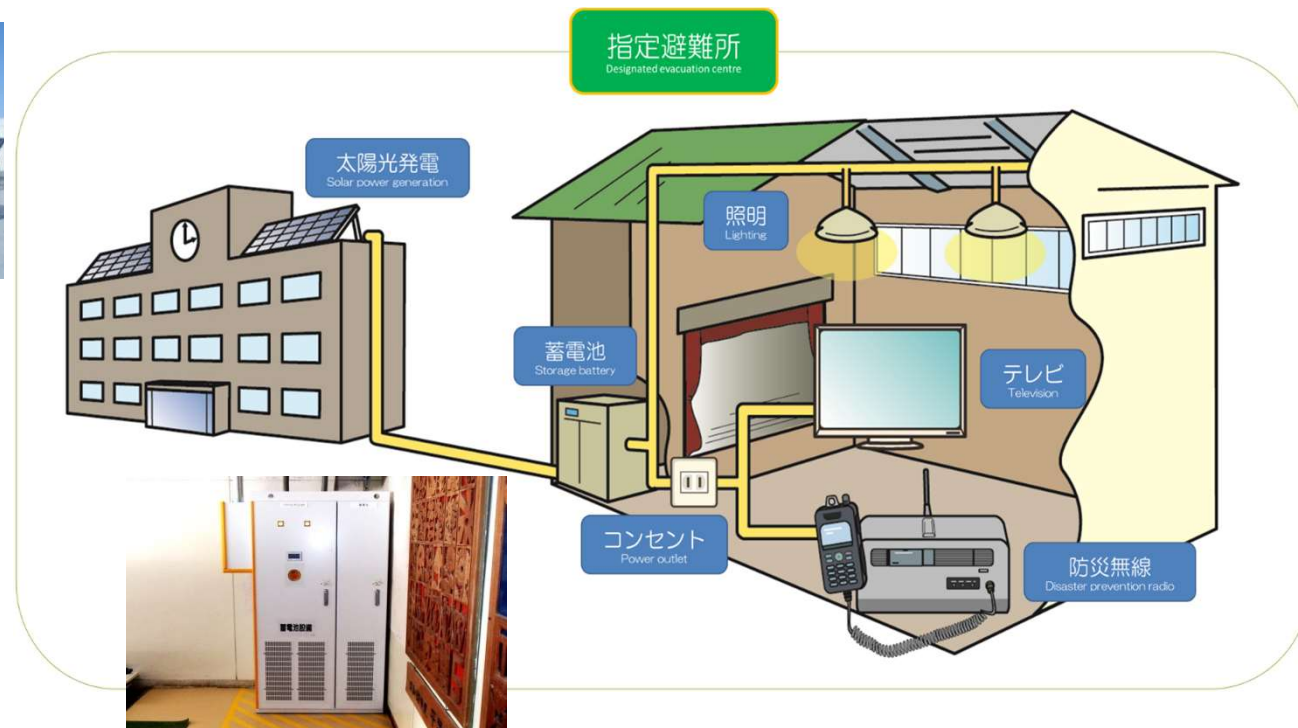 指定避難所
Designated evacuation centre
太陽光発電
Solar power generation
照明
Lighting
蓄電池
Storage battery
テレビ
Television
コンセント
Power outlet
防災無線
Disaster prevention radio
蓄電池設備